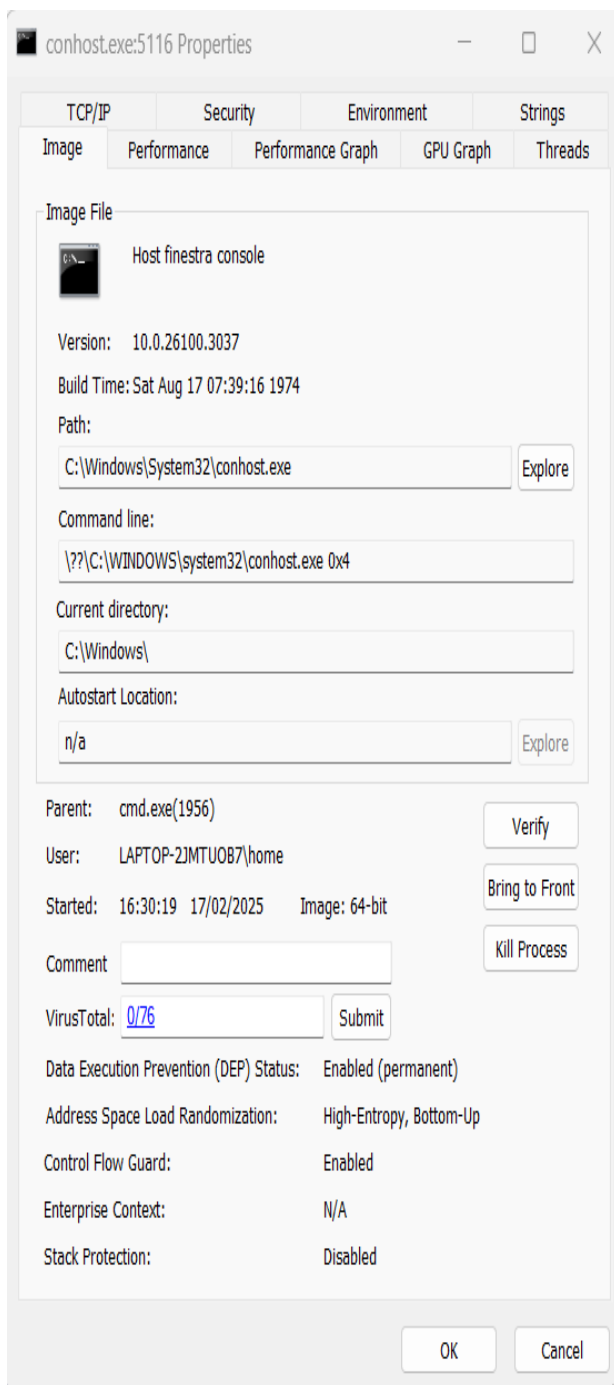 conhost.exe:5116 Properties
TCP/IP Security Environment Strings
Image Performance Performance Graph GPU Graph Threads
Image File
C:\_
Host finestra console
Version: 10.0.26100.3037
Build Time: Sat Aug 17 07:39:16 1974
Path:
C:\Windows\System32\conhost.exe Explore
Command line:
\??\C:\WINDOWS\system32\conhost.exe 0x4
Current directory:
C:\Windows\
Autostart Location:
n/a Explore
Parent: cmd.exe(1956)
Verify
User: LAPTOP-2JMTUOB7\home
Bring to Front
Started: 16:30:19 17/02/2025 Image: 64-bit
Kill Process
Comment
VirusTotal: 0/76 Submit
Data Execution Prevention (DEP) Status: Enabled (permanent)
Address Space Load Randomization: High-Entropy, Bottom-Up
Control Flow Guard: Enabled
Enterprise Context: N/A
Stack Protection: Disabled
OK Cancel